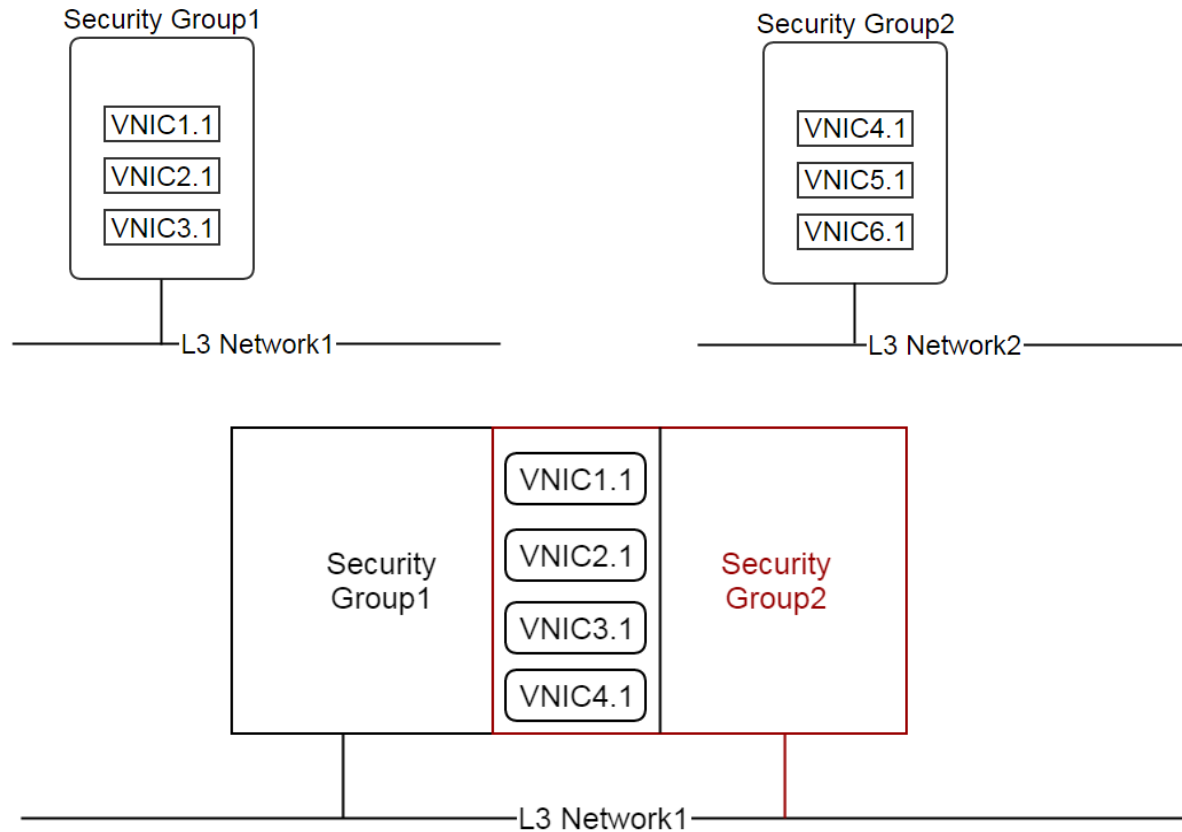 Security Group1
VNIC1.1
VNIC2.1
VNIC3.1
L3 Network1
Security Group2
VNIC4.1
VNIC5.1
VNIC6.1
L3 Network2
Security
Group1
VNIC1.1
VNIC2.1
VNIC3.1
VNIC4.1
Security
Group2
L3 Network1